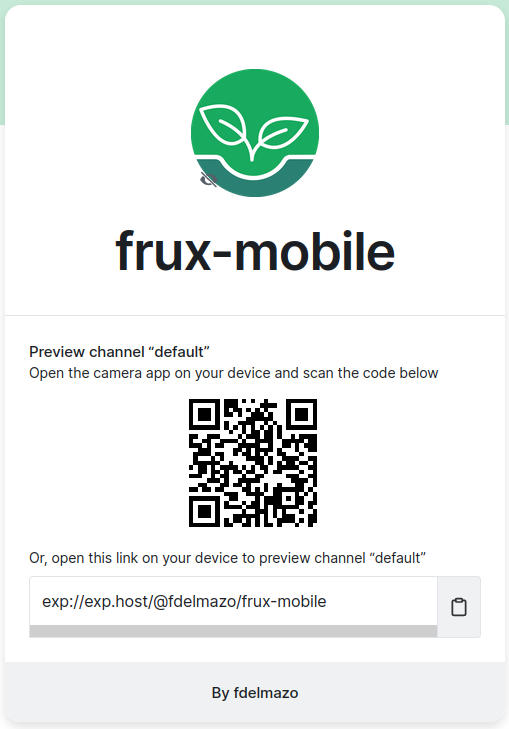 frux-mobile
Preview channel “default”
Open the camera app on your device and scan the code below
Or, open this link on your device to preview channel “default”
exp://exp.host/@fdelmazo/frux-mobile
By fdelmazo